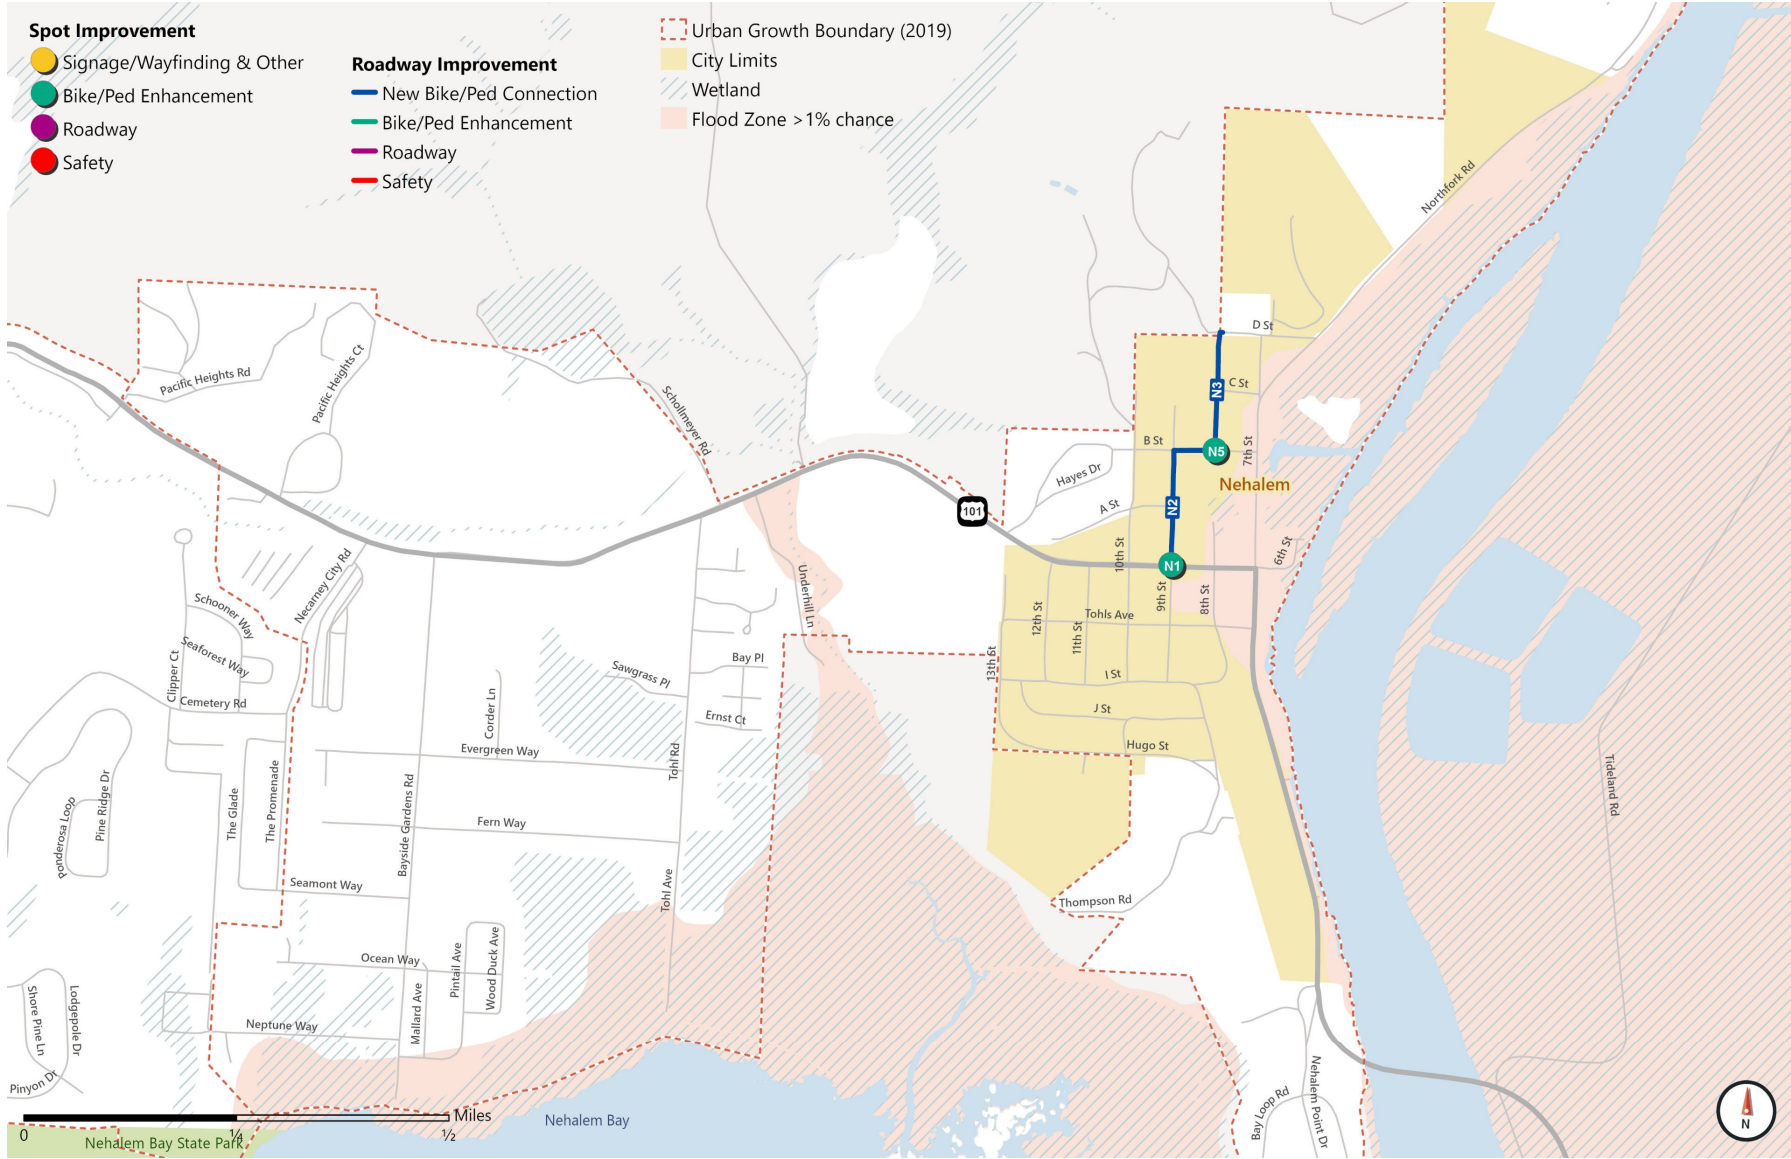 Spot Improvement
Signage/Wayfinding & Other
Bike/Ped Enhancement
Roadway
Safety
Roadway Improvement
New Bike/Ped Connection
Bike/Ped Enhancement
Roadway
Safety
Urban Growth Boundary (2019)
City Limits
Wetland
Flood Zone >1% chance
Northfork Rd
D St
C St
N3
B St
N5
7th St
Nehalem
Hayes Dr
A St
N2
101
10th St
N1
6th St
9th St
8th St
Tohls Ave
12th St
11th St
13th St
I St
J St
Hugo St
Thompson Rd
Tideland Rd
Pacific Heights Rd
Pacific Heights Ct
Schollmeyer Rd
Underhill Ln
Necarney City Rd
Schooner Way
Seaforest Way
Clipper Ct
Cemetery Rd
Sawgrass Pl
Bay Pl
Ernst Ct
Corder Ln
Evergreen Way
Tohl Rd
Fern Way
Bayside Gardens Rd
The Glade
The Promenade
Pine Ridge Dr
Ponderosa Loop
Seamont Way
Tohl Ave
Ocean Way
Pintail Ave
Wood Duck Ave
Mallard Ave
Neptune Way
Shore Pine Ln
Lodgepole Dr
Pinyon Dr
Nehalem Bay
Nehalem Bay State Park
Bay Loop Rd
Nehalem Point Dr
Miles
0
1/4
1/2
N